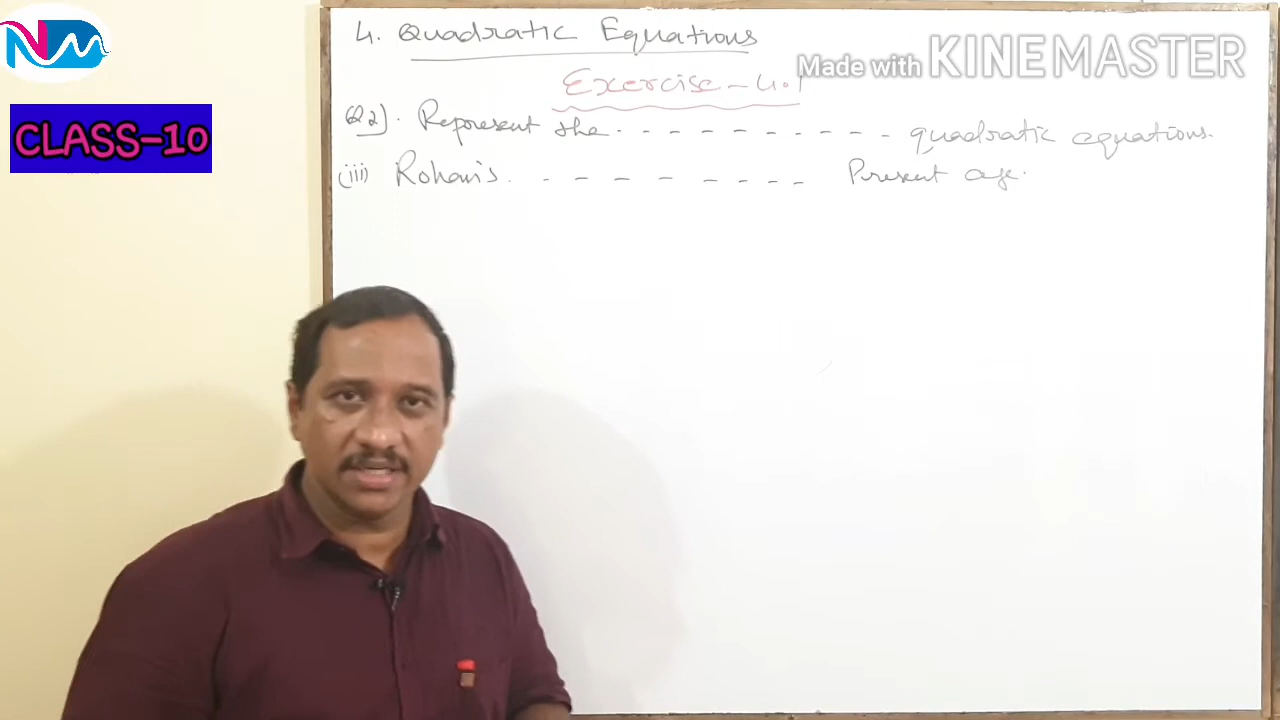 NM
CLASS-10
Made with KINEMASTER
4. Quadratic Equations
Exercise-4.1
Q2). Represent the. - - - - - - - - - - quadratic equations.
(iii) Rohan's. - - - - - - - - Present age.